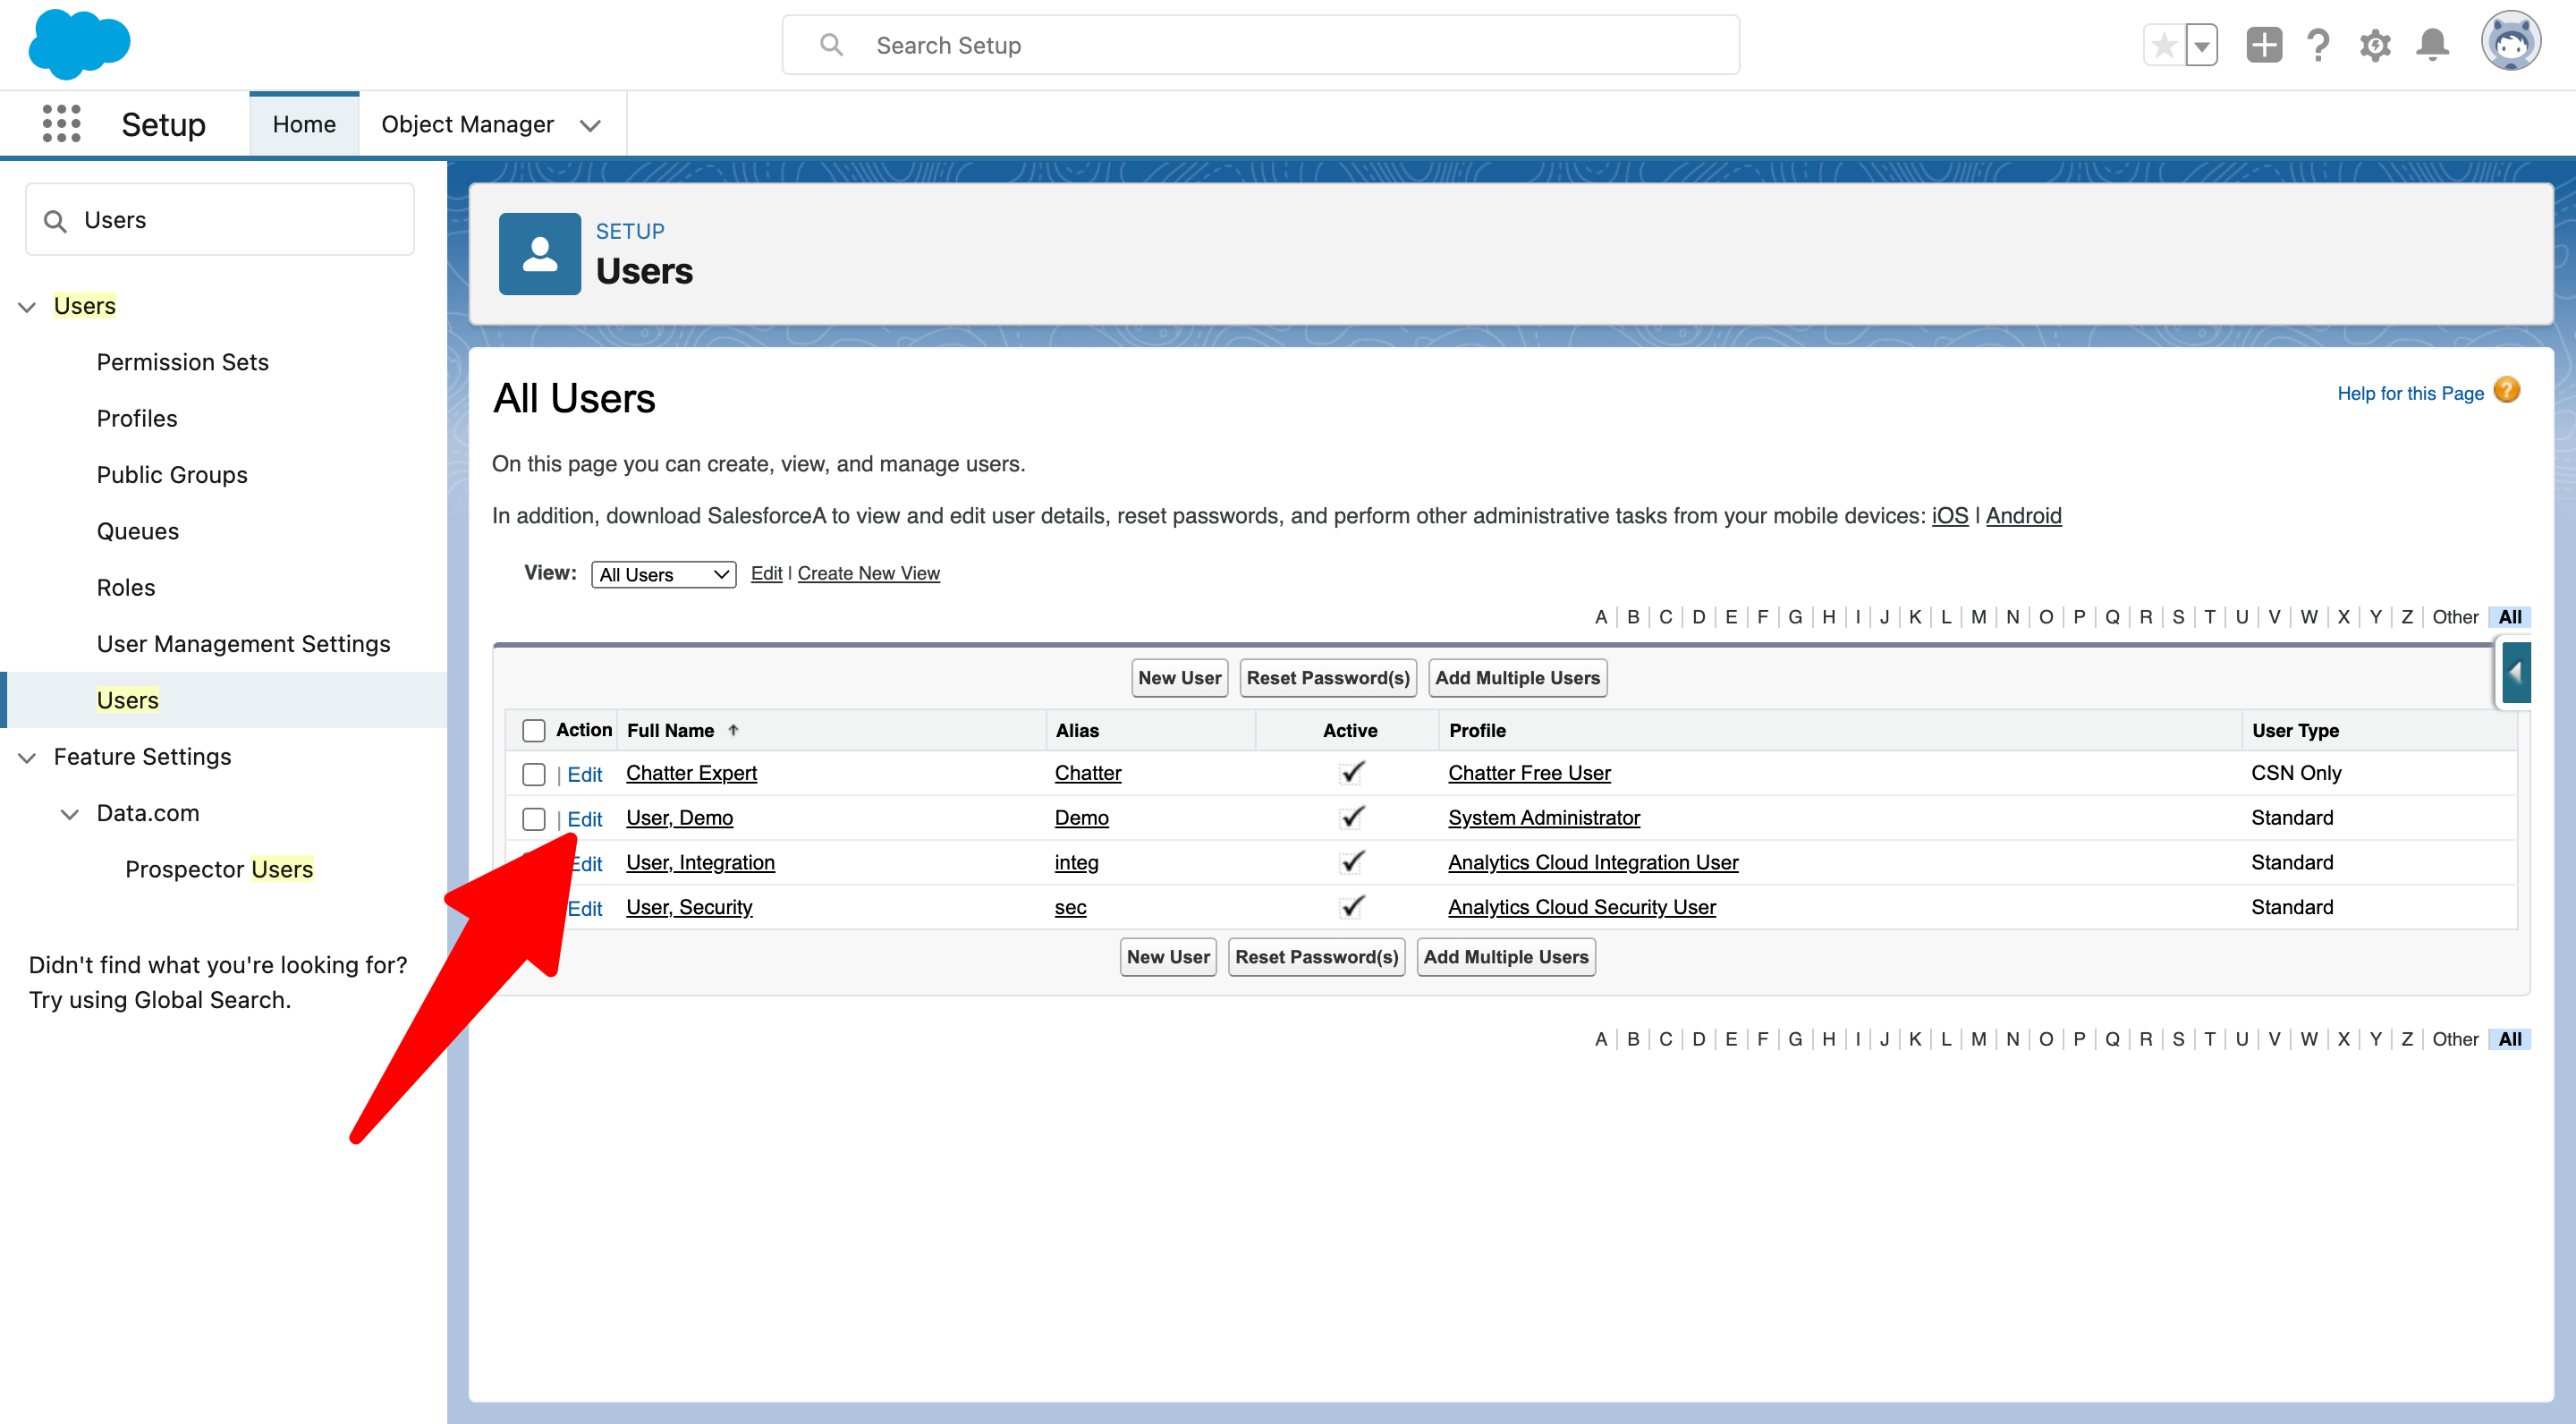 Search Setup
Setup
Home
Object Manager
Users
Users
Permission Sets
Profiles
Public Groups
Queues
Roles
User Management Settings
Users
Feature Settings
Data.com
Prospector Users
Didn't find what you're looking for?
Try using Global Search.
SETUP
Users
All Users
Help for this Page ?
On this page you can create, view, and manage users.
In addition, download SalesforceA to view and edit user details, reset passwords, and perform other administrative tasks from your mobile devices: iOS | Android
View: All Users Edit | Create New View
A | B | C | D | E | F | G | H | I | J | K | L | M | N | O | P | Q | R | S | T | U | V | W | X | Y | Z | Other | All
New User Reset Password(s) Add Multiple Users
Action Full Name ↑ Alias Active Profile User Type
| Edit Chatter Expert Chatter ✓ Chatter Free User CSN Only
| Edit User, Demo Demo ✓ System Administrator Standard
Edit User, Integration integ ✓ Analytics Cloud Integration User Standard
Edit User, Security sec ✓ Analytics Cloud Security User Standard
New User Reset Password(s) Add Multiple Users
A | B | C | D | E | F | G | H | I | J | K | L | M | N | O | P | Q | R | S | T | U | V | W | X | Y | Z | Other | All